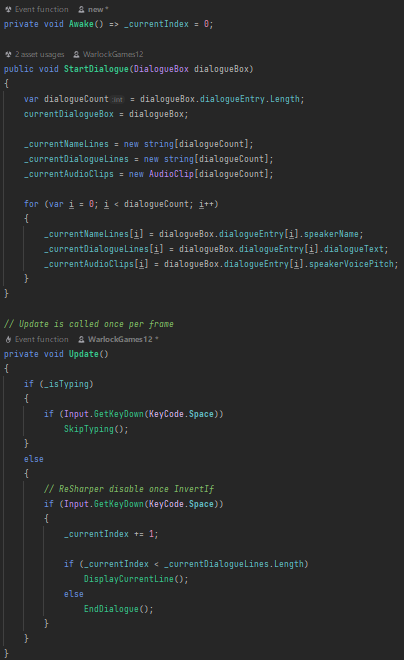 Event function new *
private void Awake() => _currentIndex = 0;
2 asset usages WarlockGames12
public void StartDialogue(DialogueBox dialogueBox)
{
var dialogueCount :int = dialogueBox.dialogueEntry.Length;
currentDialogueBox = dialogueBox;
_currentNameLines = new string[dialogueCount];
_currentDialogueLines = new string[dialogueCount];
_currentAudioClips = new AudioClip[dialogueCount];
for (var i = 0; i < dialogueCount; i++)
{
_currentNameLines[i] = dialogueBox.dialogueEntry[i].speakerName;
_currentDialogueLines[i] = dialogueBox.dialogueEntry[i].dialogueText;
_currentAudioClips[i] = dialogueBox.dialogueEntry[i].speakerVoicePitch;
}
}
// Update is called once per frame
Event function WarlockGames12 *
private void Update()
{
if (_isTyping)
{
if (Input.GetKeyDown(KeyCode.Space))
SkipTyping();
}
else
{
// ReSharper disable once InvertIf
if (Input.GetKeyDown(KeyCode.Space))
{
_currentIndex += 1;
if (_currentIndex < _currentDialogueLines.Length)
DisplayCurrentLine();
else
EndDialogue();
}
}
}